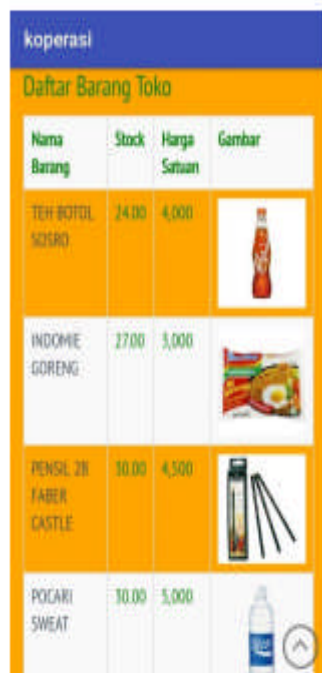 koperasi
Daftar Barang Toko
Nama Barang Stock Harga Satuan Gambar
TEH BOTOL SOSRO 24.00 4,000
INDOMIE GORENG 27.00 3,000
PENSIL 2B FABER CASTLE 30.00 4,500
POCARI SWEAT 30.00 5,000